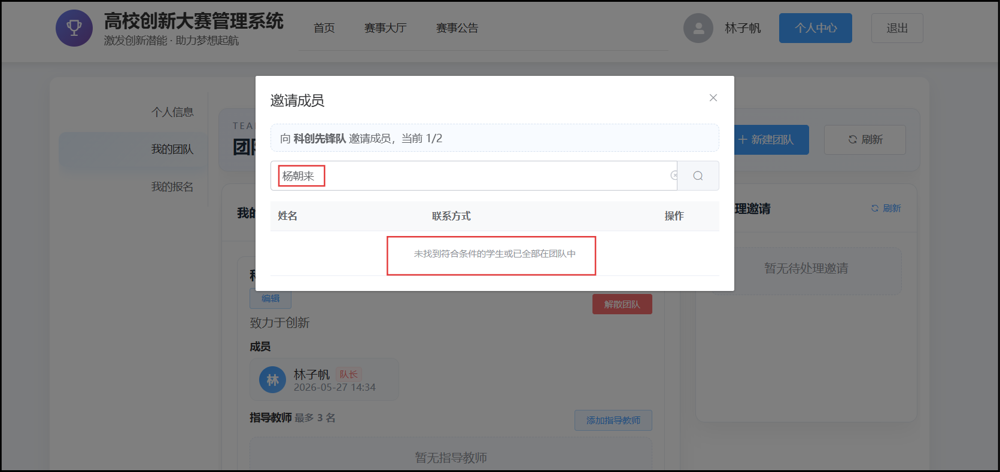 高校创新大赛管理系统
激发创新潜能 · 助力梦想起航
首页
赛事大厅
赛事公告
林子帆
个人中心
退出
个人信息
我的团队
我的报名
TEA
团队
新建团队
刷新
邀请成员
向 科创先锋队 邀请成员，当前 1/2
杨朝来
姓名
联系方式
操作
未找到符合条件的学生或已全部在团队中
我的
理邀请
刷新
暂无待处理邀请
编辑
解散团队
致力于创新
成员
林
林子帆
队长
2026-05-27 14:34
指导教师 最多 3 名
添加指导教师
暂无指导教师